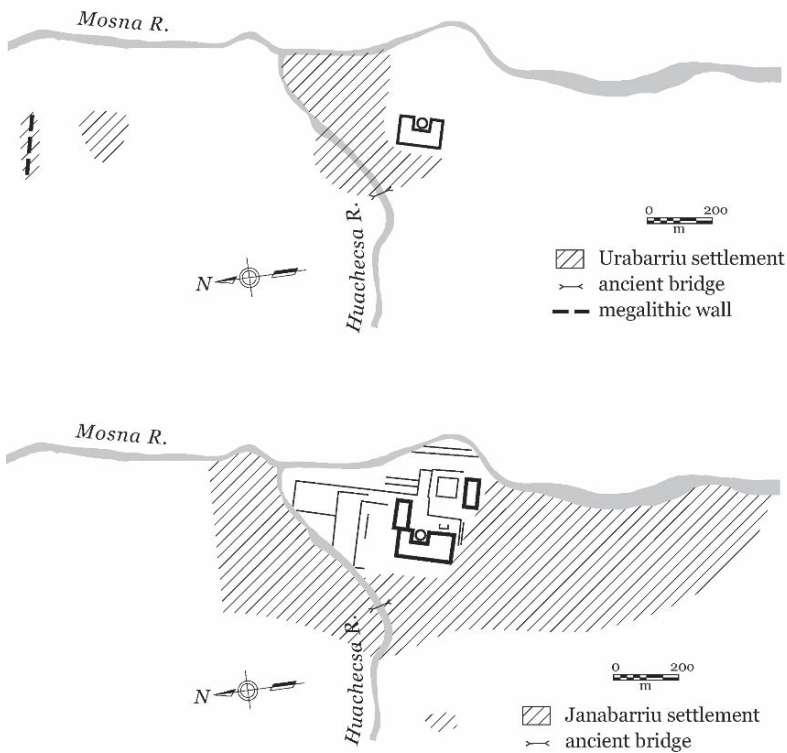 Mosna R.
Huachecsa R.
N
0 200
m
Urabarriu settlement
ancient bridge
megalithic wall
Mosna R.
Huachecsa R.
N
0 200
m
Janabarriu settlement
ancient bridge